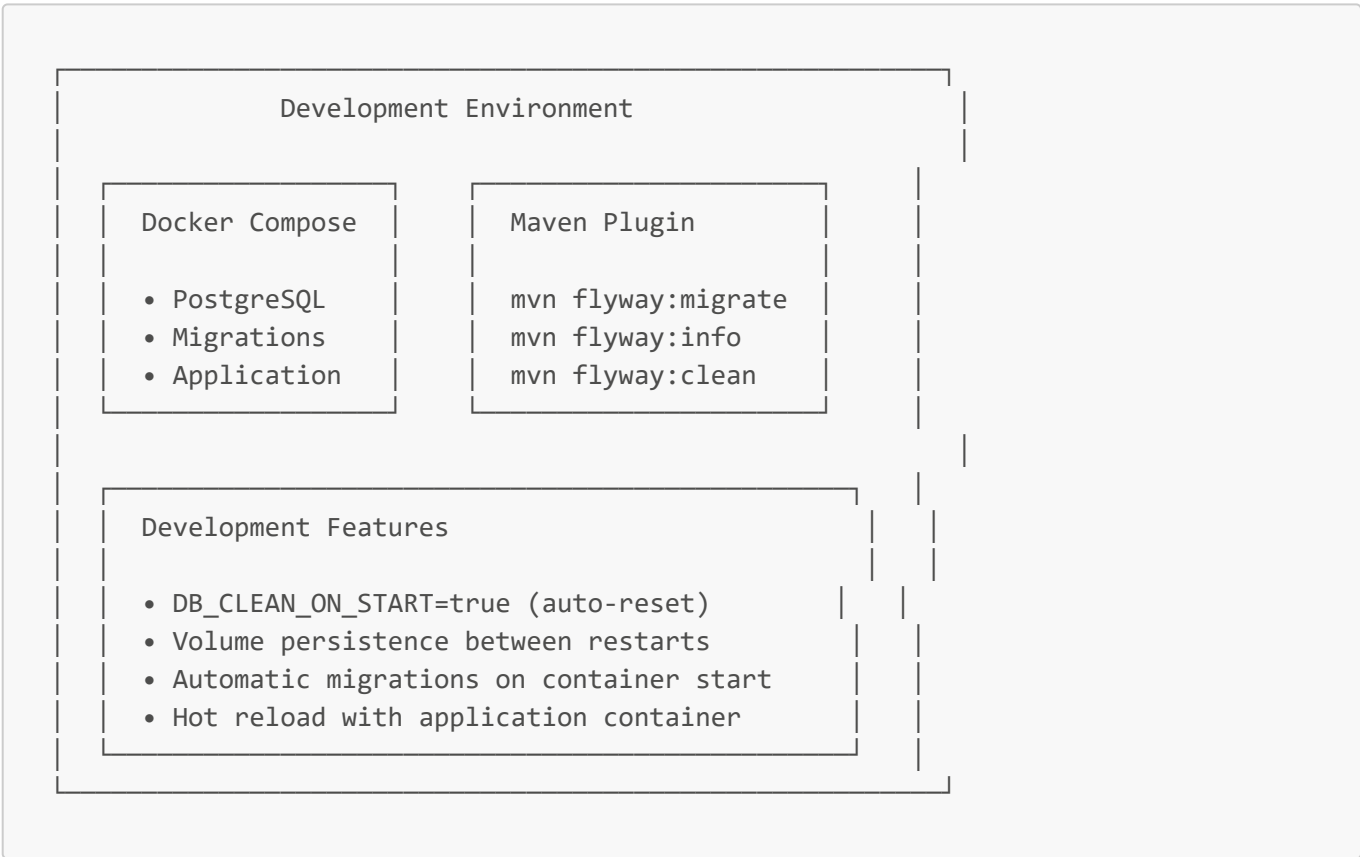 Development Environment
Docker Compose Maven Plugin
• PostgreSQL mvn flyway:migrate
• Migrations mvn flyway:info
• Application mvn flyway:clean
Development Features
• DB_CLEAN_ON_START=true (auto-reset)
• Volume persistence between restarts
• Automatic migrations on container start
• Hot reload with application container